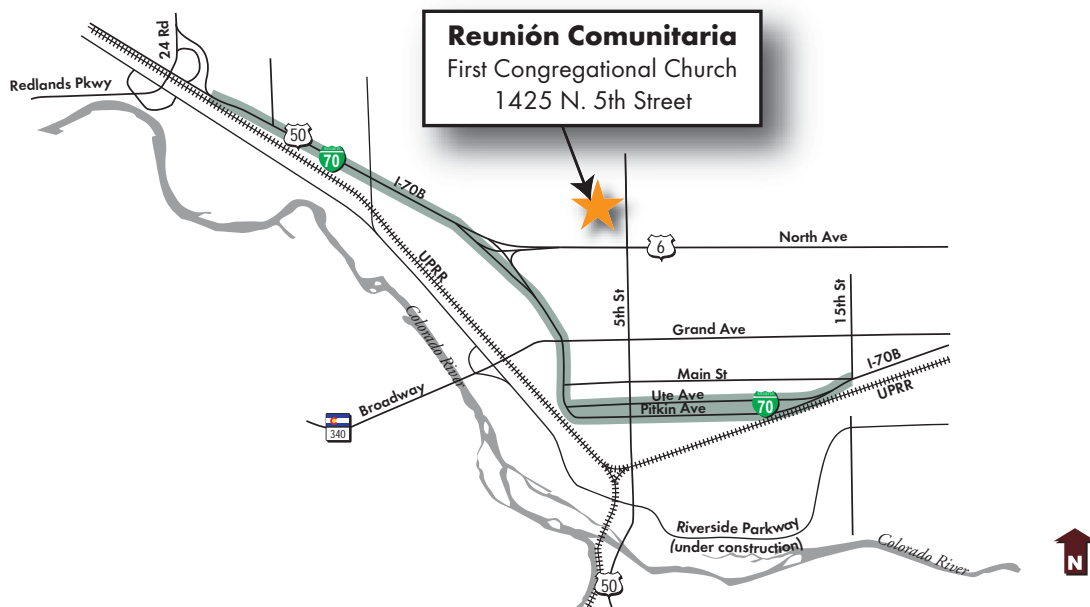 Reunión Comunitaria
First Congregational Church
1425 N. 5th Street
24 Rd
Redlands Pkwy
50
70
I-70B
North Ave
6
UPRR
5th St
15th St
Colorado River
Grand Ave
I-70B
Main St
UPRR
Ute Ave
70
Pitkin Ave
Broadway
340
Riverside Parkway
(under construction)
Colorado River
50
N